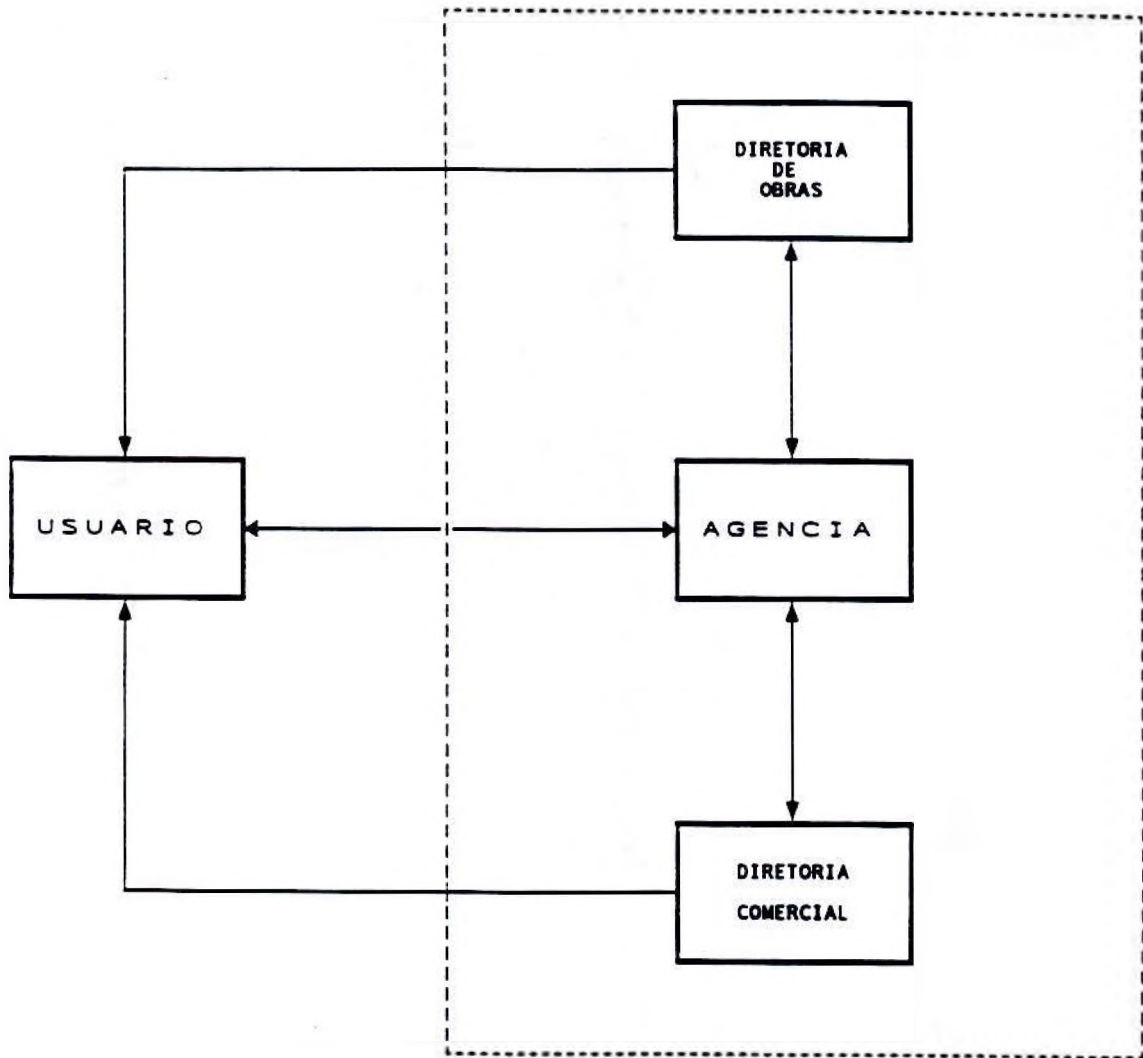 DIRETORIA
DE
OBRAS
USUARIO
AGENCIA
DIRETORIA
COMERCIAL